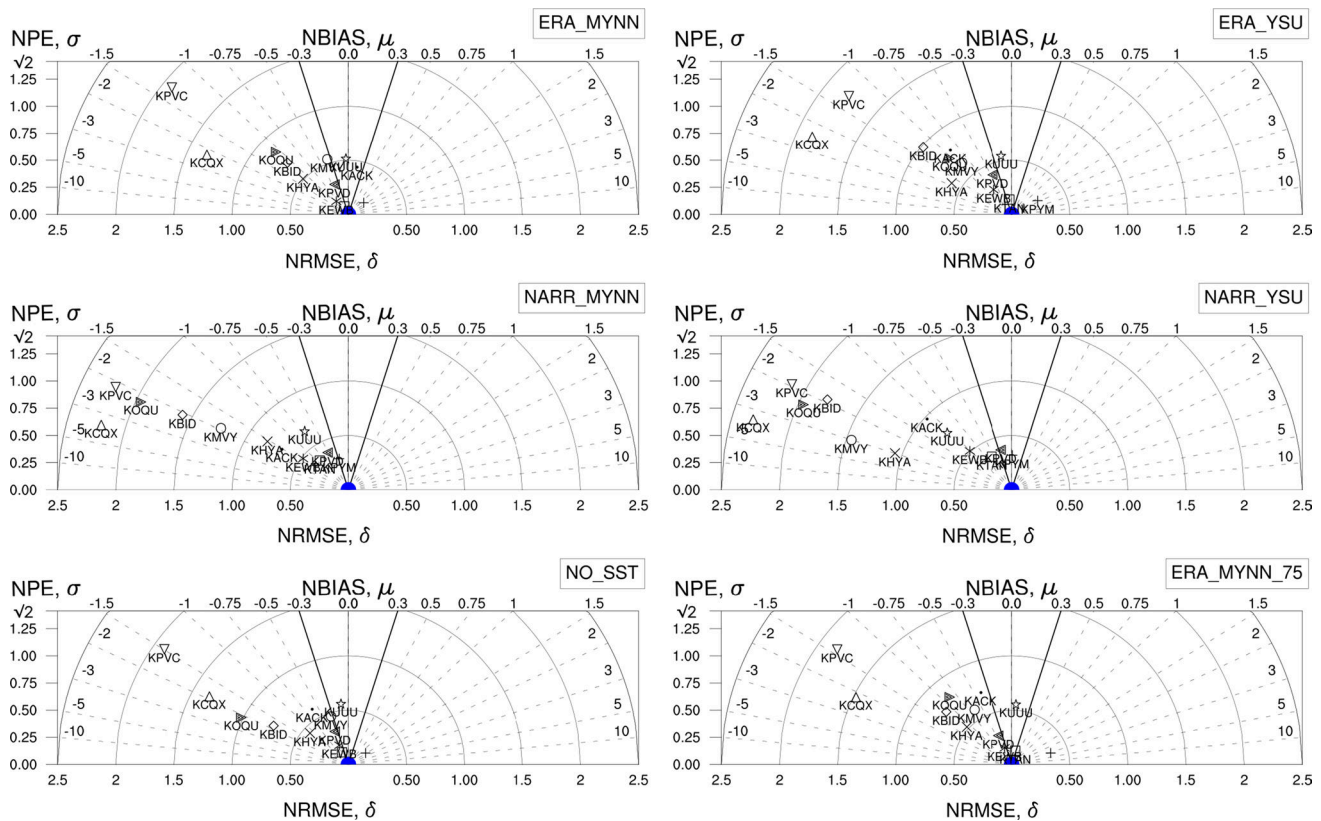 ERA_MYNN
NPE, σ
NBIAS, μ
-1.5 -1 -0.75 -0.5 -0.3 0.0 0.3 0.5 0.75 1 1.5
√2
1.25
1.00
0.75
0.50
0.25
0.00
-2
-3
-5
-10
2
3
5
10
KPVC
KCQX
KOQU
KBID
KMVY
KUUU
KACK
KHYA
KPVD
KEWB
2.5 2 1.5 1.00 0.50 0.50 1.00 1.5 2 2.5
NRMSE, δ
ERA_YSU
NPE, σ
NBIAS, μ
-1.5 -1 -0.75 -0.5 -0.3 0.0 0.3 0.5 0.75 1 1.5
√2
1.25
1.00
0.75
0.50
0.25
0.00
-2
-3
-5
-10
2
3
5
10
KPVC
KCQX
KBID
KACK
KOQU
KMVY
KUUU
KHYA
KPVD
KEWB
KTAN
KPYM
2.5 2 1.5 1.00 0.50 0.50 1.00 1.5 2 2.5
NRMSE, δ
NARR_MYNN
NPE, σ
NBIAS, μ
-1.5 -1 -0.75 -0.5 -0.3 0.0 0.3 0.5 0.75 1 1.5
√2
1.25
1.00
0.75
0.50
0.25
0.00
-2
-3
-5
-10
2
3
5
10
KPVC
KOQU
KCQX
KBID
KMVY
KUUU
KHYA
KACK
KPVD
KEWB
KTAN
KPYM
2.5 2 1.5 1.00 0.50 0.50 1.00 1.5 2 2.5
NRMSE, δ
NARR_YSU
NPE, σ
NBIAS, μ
-1.5 -1 -0.75 -0.5 -0.3 0.0 0.3 0.5 0.75 1 1.5
√2
1.25
1.00
0.75
0.50
0.25
0.00
-2
-3
-5
-10
2
3
5
10
KPVC
KOQU
KBID
KCQX
KACK
KUUU
KMVY
KHYA
KEWB
KPVD
KTAN
KPYM
2.5 2 1.5 1.00 0.50 0.50 1.00 1.5 2 2.5
NRMSE, δ
NO_SST
NPE, σ
NBIAS, μ
-1.5 -1 -0.75 -0.5 -0.3 0.0 0.3 0.5 0.75 1 1.5
√2
1.25
1.00
0.75
0.50
0.25
0.00
-2
-3
-5
-10
2
3
5
10
KPVC
KCQX
KOQU
KBID
KUUU
KACK
KMVY
KHYA
KPVD
KEWB
2.5 2 1.5 1.00 0.50 0.50 1.00 1.5 2 2.5
NRMSE, δ
ERA_MYNN_75
NPE, σ
NBIAS, μ
-1.5 -1 -0.75 -0.5 -0.3 0.0 0.3 0.5 0.75 1 1.5
√2
1.25
1.00
0.75
0.50
0.25
0.00
-2
-3
-5
-10
2
3
5
10
KPVC
KCQX
KOQU
KACK
KBID
KMVY
KUUU
KHYA
KPVD
KEWB
KTAN
2.5 2 1.5 1.00 0.50 0.50 1.00 1.5 2 2.5
NRMSE, δ